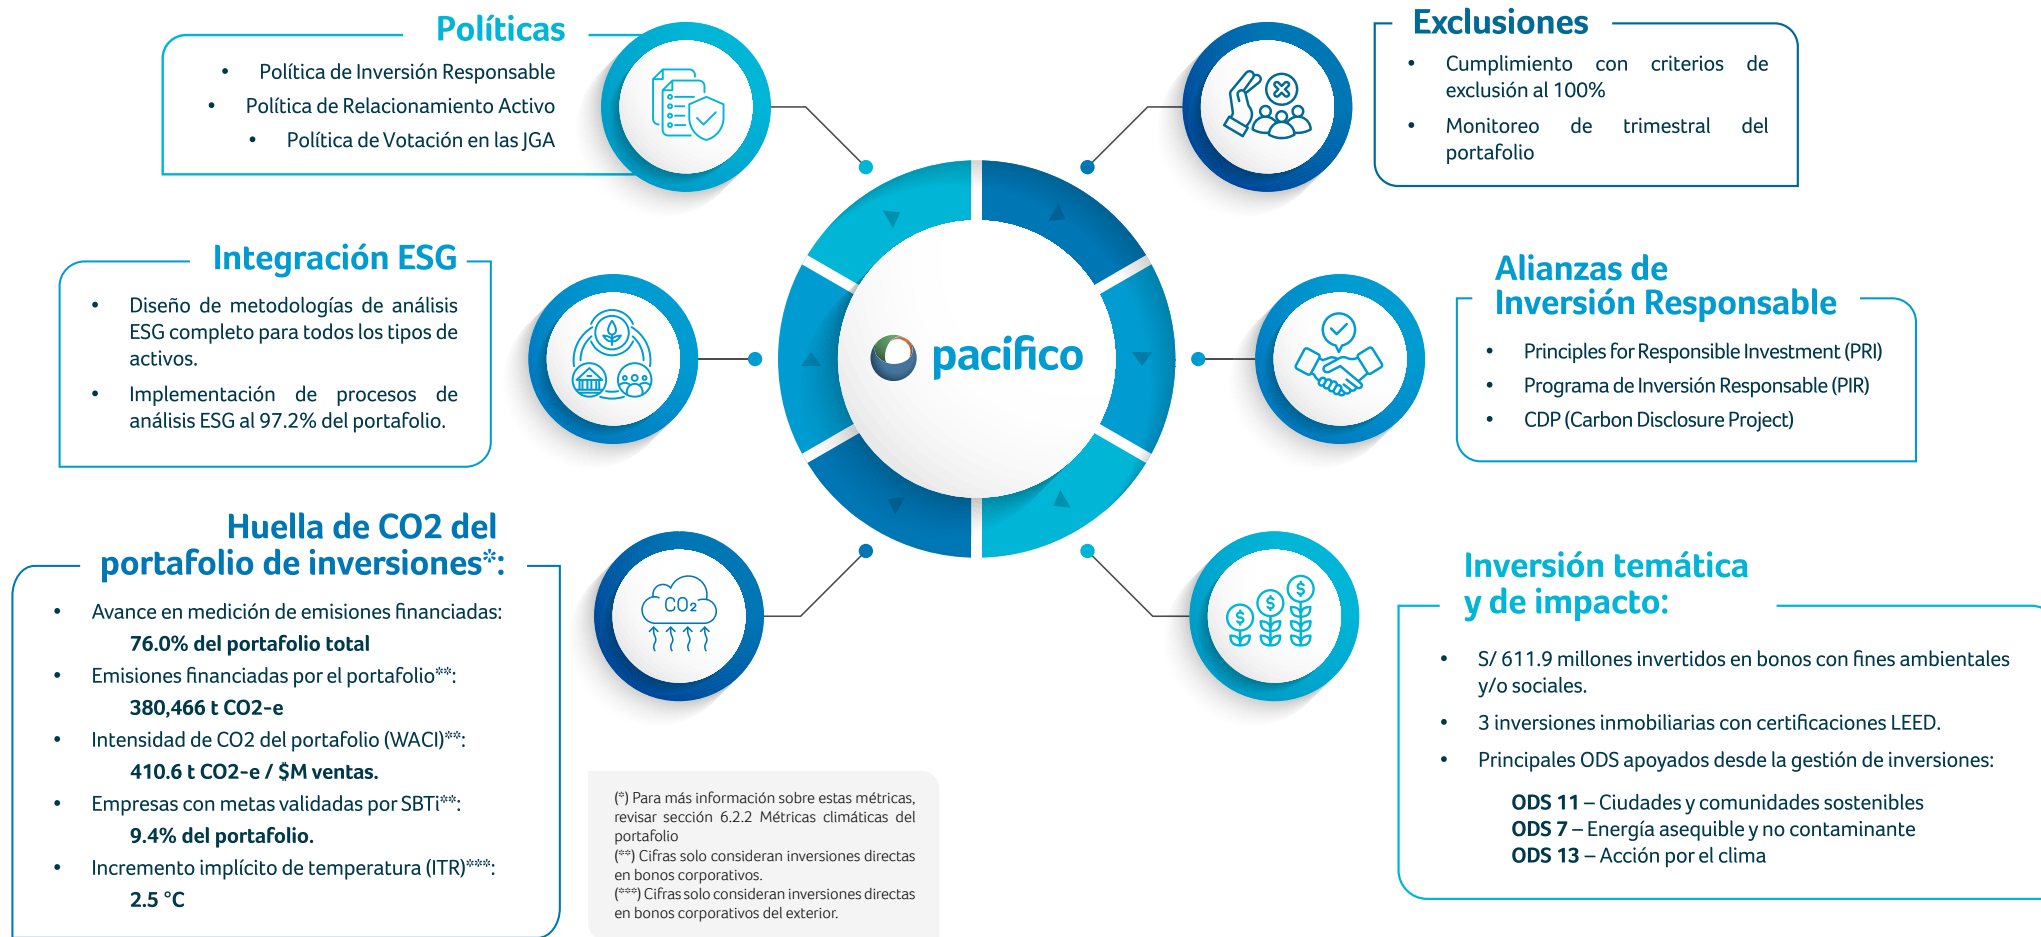 Políticas
• Política de Inversión Responsable
• Política de Relacionamiento Activo
• Política de Votación en las JGA
Exclusiones
• Cumplimiento con criterios de
exclusión al 100%
• Monitoreo de trimestral del
portafolio
Integración ESG
• Diseño de metodologías de análisis
ESG completo para todos los tipos de
activos.
• Implementación de procesos de
análisis ESG al 97.2% del portafolio.
pacifico
Alianzas de
Inversión Responsable
• Principles for Responsible Investment (PRI)
• Programa de Inversión Responsable (PIR)
• CDP (Carbon Disclosure Project)
Huella de CO2 del
portafolio de inversiones*:
• Avance en medición de emisiones financiadas:
76.0% del portafolio total
• Emisiones financiadas por el portafolio**:
380,466 t CO2-e
• Intensidad de CO2 del portafolio (WACI)**:
410.6 t CO2-e / $M ventas.
• Empresas con metas validadas por SBTi**:
9.4% del portafolio.
• Incremento implícito de temperatura (ITR)***:
2.5 °C
CO₂
(*) Para más información sobre estas métricas,
revisar sección 6.2.2 Métricas climáticas del
portafolio
(**) Cifras solo consideran inversiones directas
en bonos corporativos.
(***) Cifras solo consideran inversiones directas
en bonos corporativos del exterior.
$ $ $
Inversión temática
y de impacto:
• S/ 611.9 millones invertidos en bonos con fines ambientales
y/o sociales.
• 3 inversiones inmobiliarias con certificaciones LEED.
• Principales ODS apoyados desde la gestión de inversiones:
ODS 11 – Ciudades y comunidades sostenibles
ODS 7 – Energía asequible y no contaminante
ODS 13 – Acción por el clima